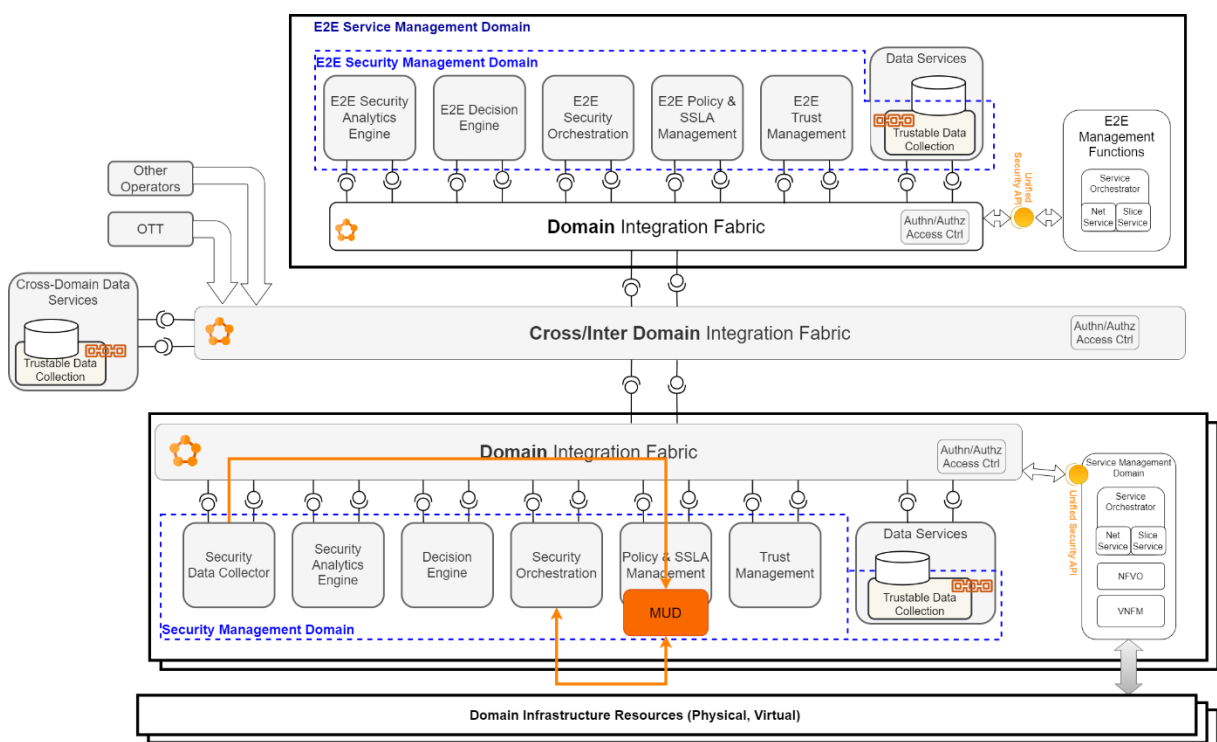 E2E Service Management Domain
E2E Security Management Domain
E2E Security
Analytics
Engine
E2E Decision
Engine
E2E
Security
Orchestration
E2E Policy &
SSLA
Management
E2E
Trust
Management
Data Services
Trustable Data
Collection
E2E
Management
Functions
Service
Orchestrator
Net
Service
Slice
Service
Unified
Security API
Domain Integration Fabric
Authn/Authz
Access Ctrl
Other
Operators
OTT
Cross-Domain Data
Services
Trustable Data
Collection
Cross/Inter Domain Integration Fabric
Authn/Authz
Access Ctrl
Domain Integration Fabric
Authn/Authz
Access Ctrl
Security
Data Collector
Security
Analytics
Engine
Decision
Engine
Security
Orchestration
Policy & SSLA
Management
MUD
Trust
Management
Data Services
Trustable Data
Collection
Security Management Domain
Unified Security API
Service Management
Domain
Service
Orchestrator
Net
Service
Slice
Service
NFVO
VNFM
Domain Infrastructure Resources (Physical, Virtual)